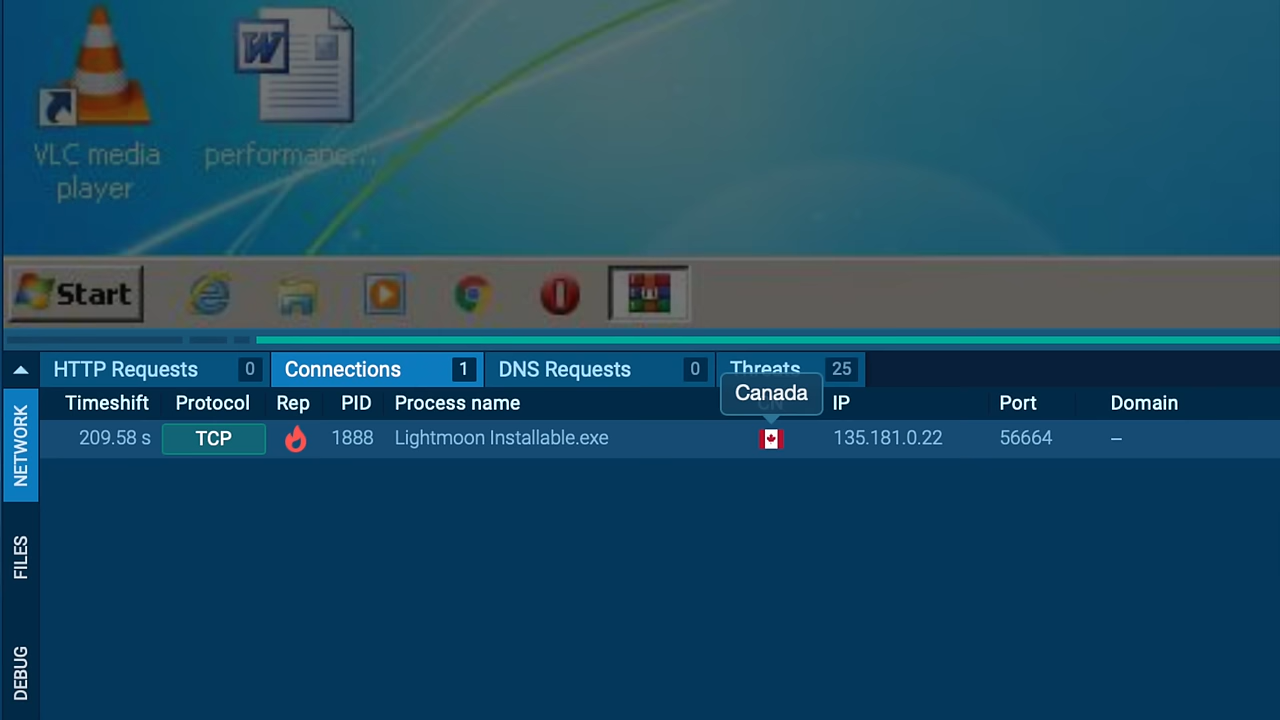 VLC media
player
Start
HTTP Requests 0 Connections 1 DNS Requests 0 Threats 25
Canada
Timeshift Protocol Rep PID Process name IP Port Domain
209.58 s TCP 1888 Lightmoon Installable.exe 135.181.0.22 56664 –
NETWORK
FILES
DEBUG